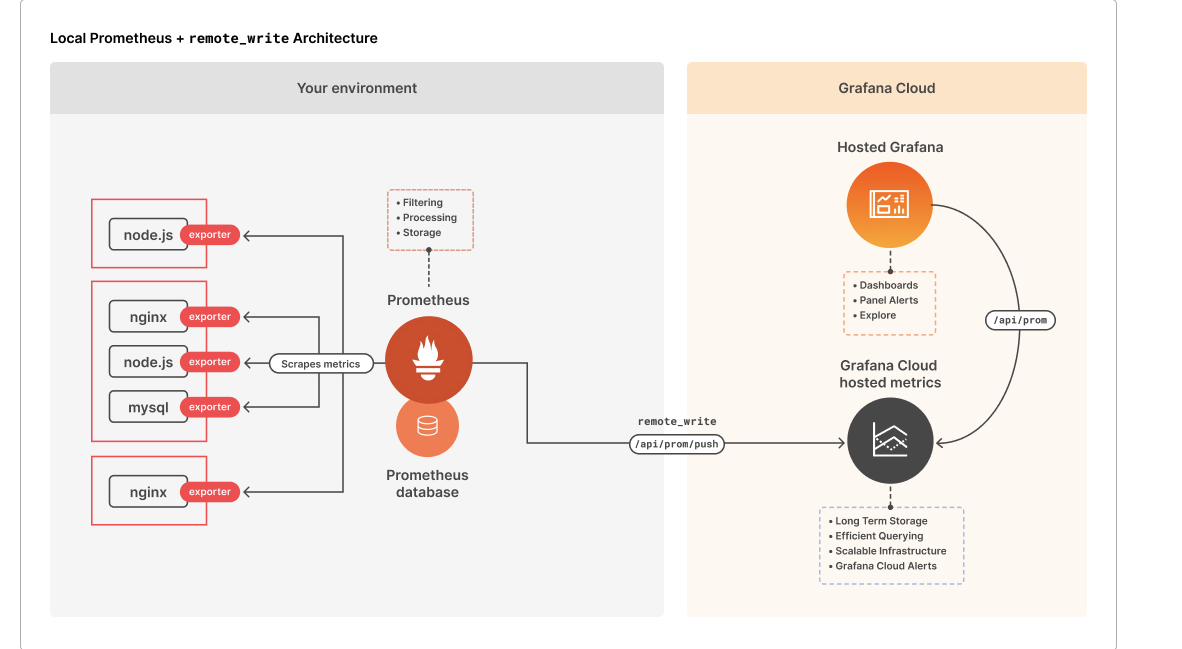 Local Prometheus + remote_write Architecture
Your environment
node.js exporter
nginx exporter
node.js exporter
mysql exporter
nginx exporter
Scrapes metrics
• Filtering
• Processing
• Storage
Prometheus
Prometheus
database
remote_write
/api/prom/push
Grafana Cloud
Hosted Grafana
• Dashboards
• Panel Alerts
• Explore
/api/prom
Grafana Cloud
hosted metrics
• Long Term Storage
• Efficient Querying
• Scalable Infrastructure
• Grafana Cloud Alerts